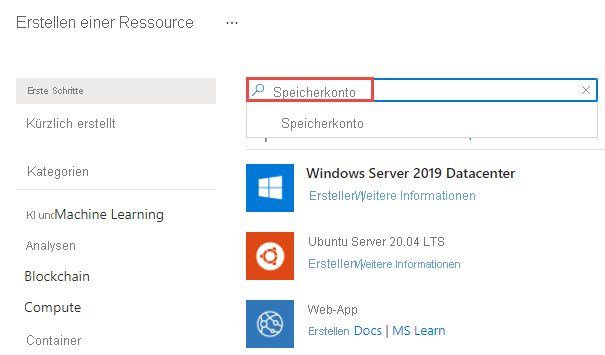 Erstellen einer Ressource ...
Erste Schritte
Speicherkonto
Kürzlich erstellt
Speicherkonto
Kategorien
Windows Server 2019 Datacenter
Erstellen | Weitere Informationen
KI und Machine Learning
Analysen
Ubuntu Server 20.04 LTS
Erstellen | Weitere Informationen
Blockchain
Compute
Web-App
Erstellen Docs | MS Learn
Container